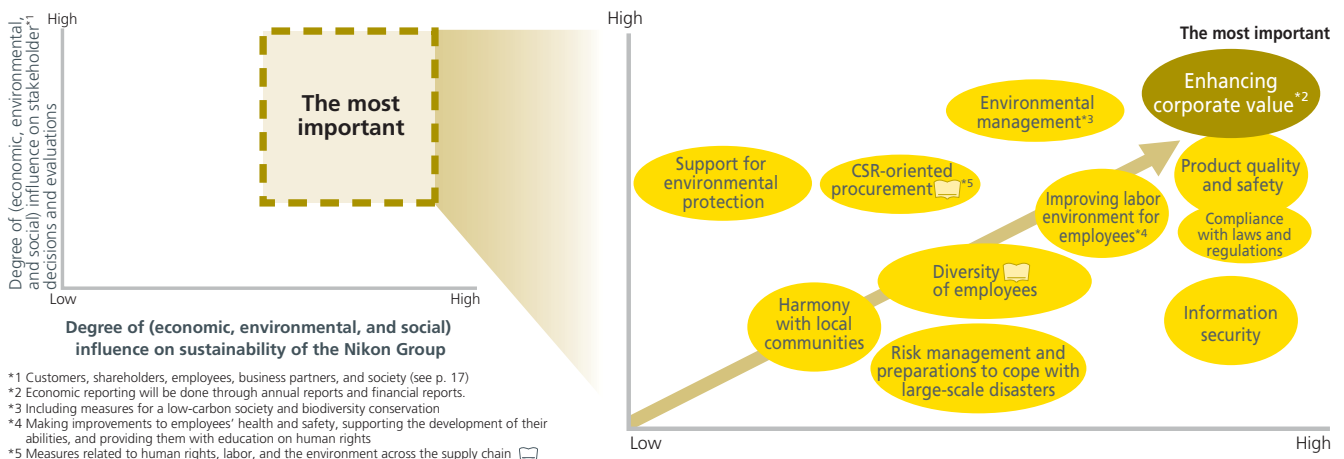 Degree of (economic, environmental,
and social) influence on stakeholder*1
decisions and evaluations
High
The most
important
Low
High
Degree of (economic, environmental, and social)
influence on sustainability of the Nikon Group
*1 Customers, shareholders, employees, business partners, and society (see p. 17)
*2 Economic reporting will be done through annual reports and financial reports.
*3 Including measures for a low-carbon society and biodiversity conservation
*4 Making improvements to employees' health and safety, supporting the development of their
abilities, and providing them with education on human rights
*5 Measures related to human rights, labor, and the environment across the supply chain
High
The most important
Enhancing
corporate value*2
Environmental
management*3
Support for
environmental
protection
CSR-oriented
procurement *5
Product quality
and safety
Improving labor
environment for
employees*4
Compliance
with laws and
regulations
Diversity
of employees
Harmony
with local
communities
Information
security
Risk management and
preparations to cope with
large-scale disasters
Low
High